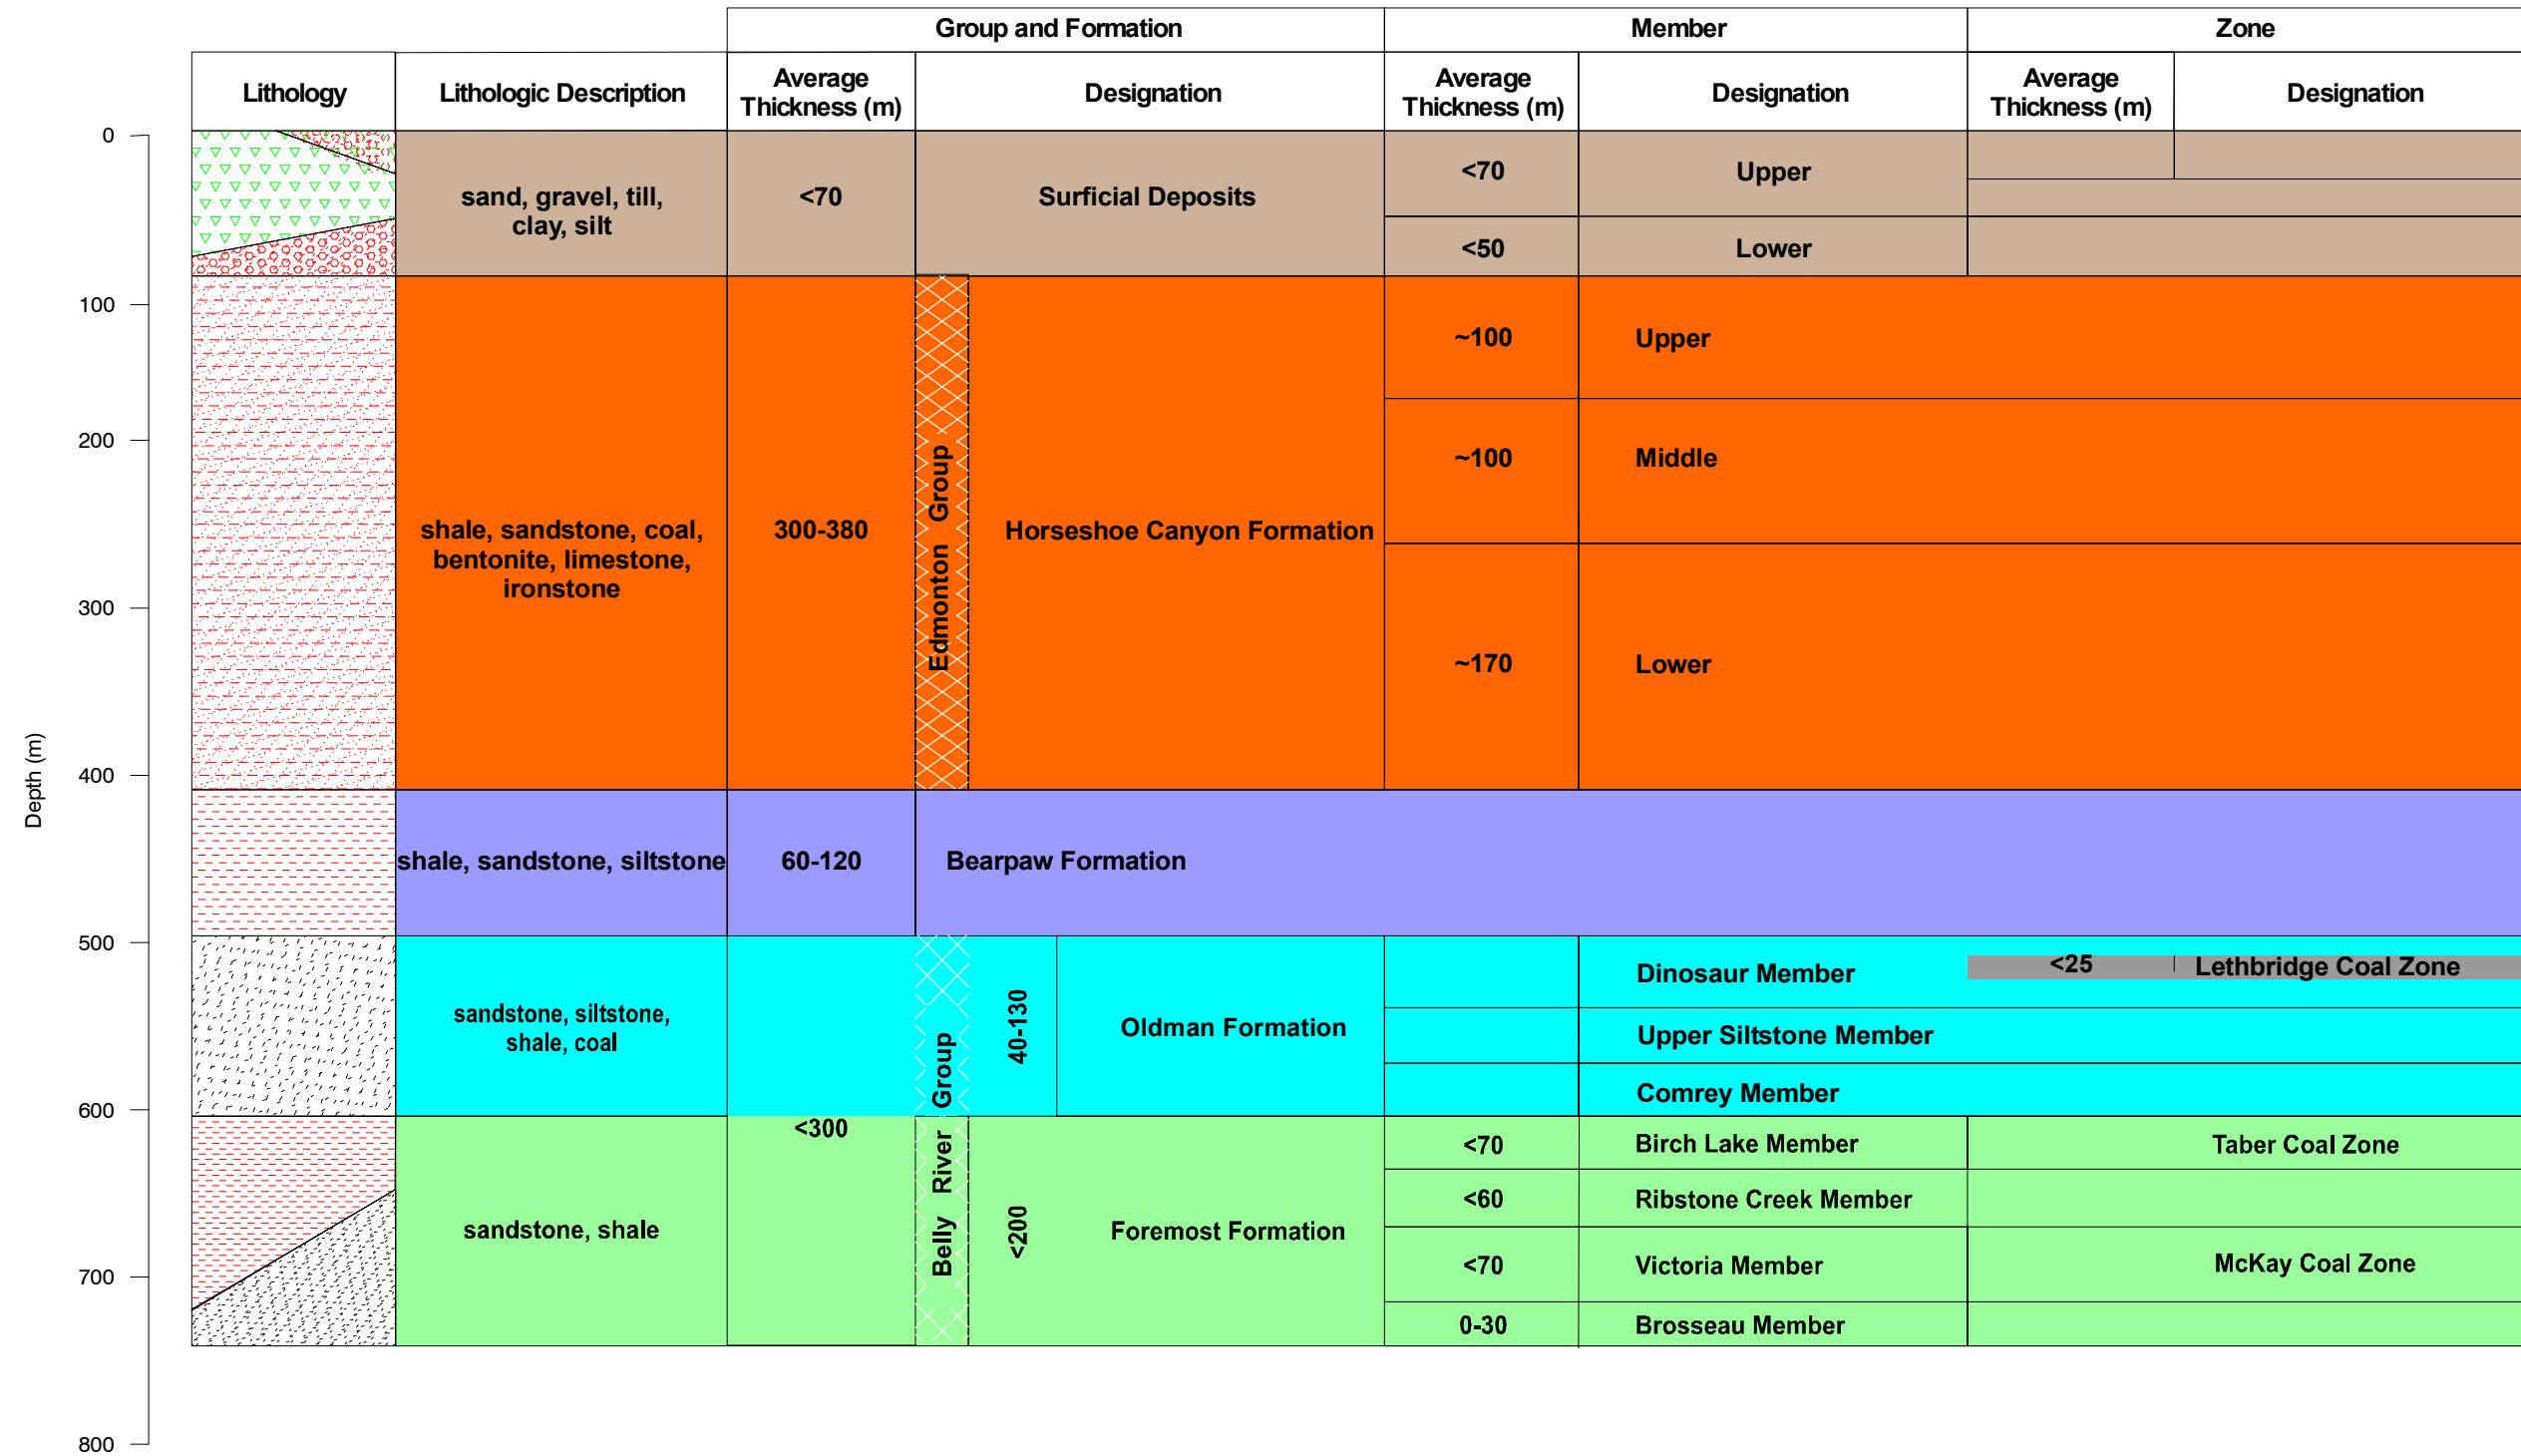 Group and Formation
Member
Zone
Lithology
Lithologic Description
Average
Thickness (m)
Designation
Average
Thickness (m)
Designation
Average
Thickness (m)
Designation
0
100
200
300
400
500
600
700
800
Depth (m)
sand, gravel, till,
clay, silt
<70
Surficial Deposits
<70
Upper
<50
Lower
shale, sandstone, coal,
bentonite, limestone,
ironstone
300-380
Edmonton Group
Horseshoe Canyon Formation
~100
Upper
~100
Middle
~170
Lower
shale, sandstone, siltstone
60-120
Bearpaw Formation
sandstone, siltstone,
shale, coal
<300
Belly River Group
40-130
Oldman Formation
Dinosaur Member
<25
Lethbridge Coal Zone
Upper Siltstone Member
Comrey Member
sandstone, shale
<200
Foremost Formation
<70
Birch Lake Member
Taber Coal Zone
<60
Ribstone Creek Member
<70
Victoria Member
McKay Coal Zone
0-30
Brosseau Member